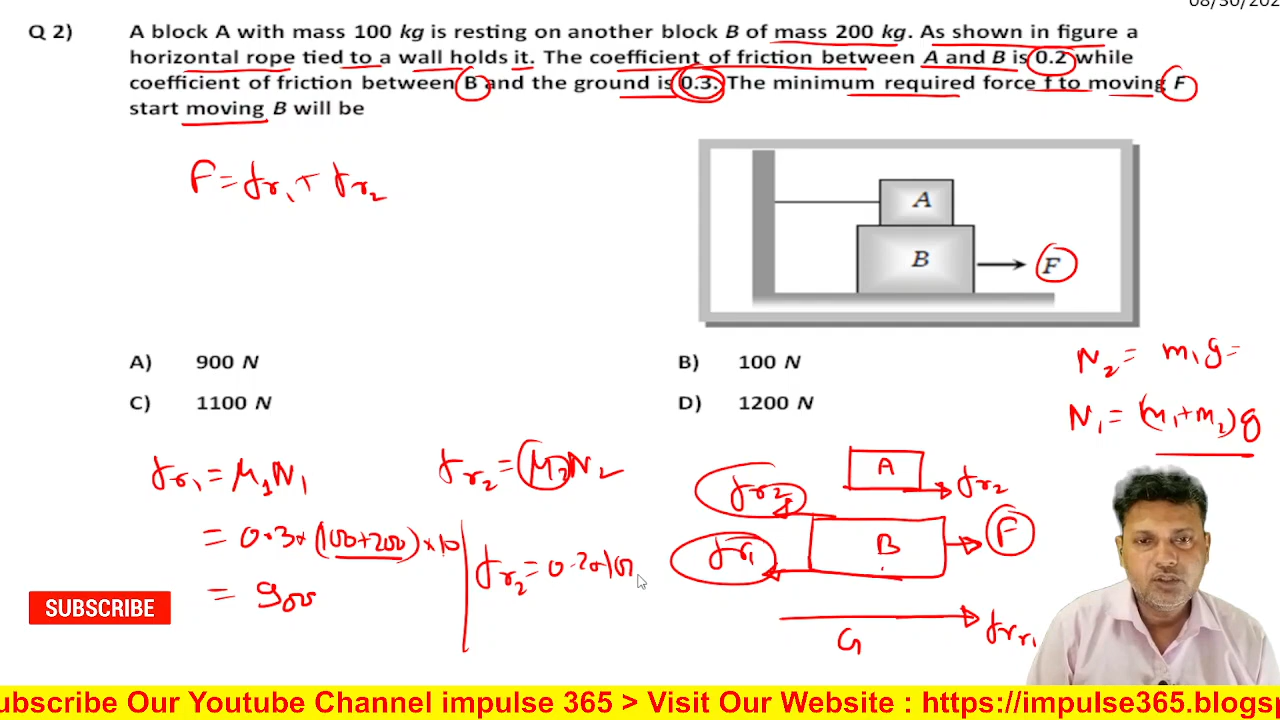 08/30/202
Q 2) A block A with mass 100 kg is resting on another block B of mass 200 kg. As shown in figure a
horizontal rope tied to a wall holds it. The coefficient of friction between A and B is 0.2 while
coefficient of friction between B and the ground is 0.3. The minimum required force f to moving F
start moving B will be
F = fr₁ + fr₂
A
B
F
A) 900 N
B) 100 N
C) 1100 N
D) 1200 N
N₂ = m₁g =
N₁ = (m₁+m₂)g
fr₁ = μ₁N₁
= 0.3 × (100+200) × 10
= 900
fr₂ = μ₂N₂
fr₂ = 0.2×100
A
fr₂
fr₂
B
F
fr₁
G
fr₁
SUBSCRIBE
ubscribe Our Youtube Channel impulse 365 > Visit Our Website : https://impulse365.blogsp